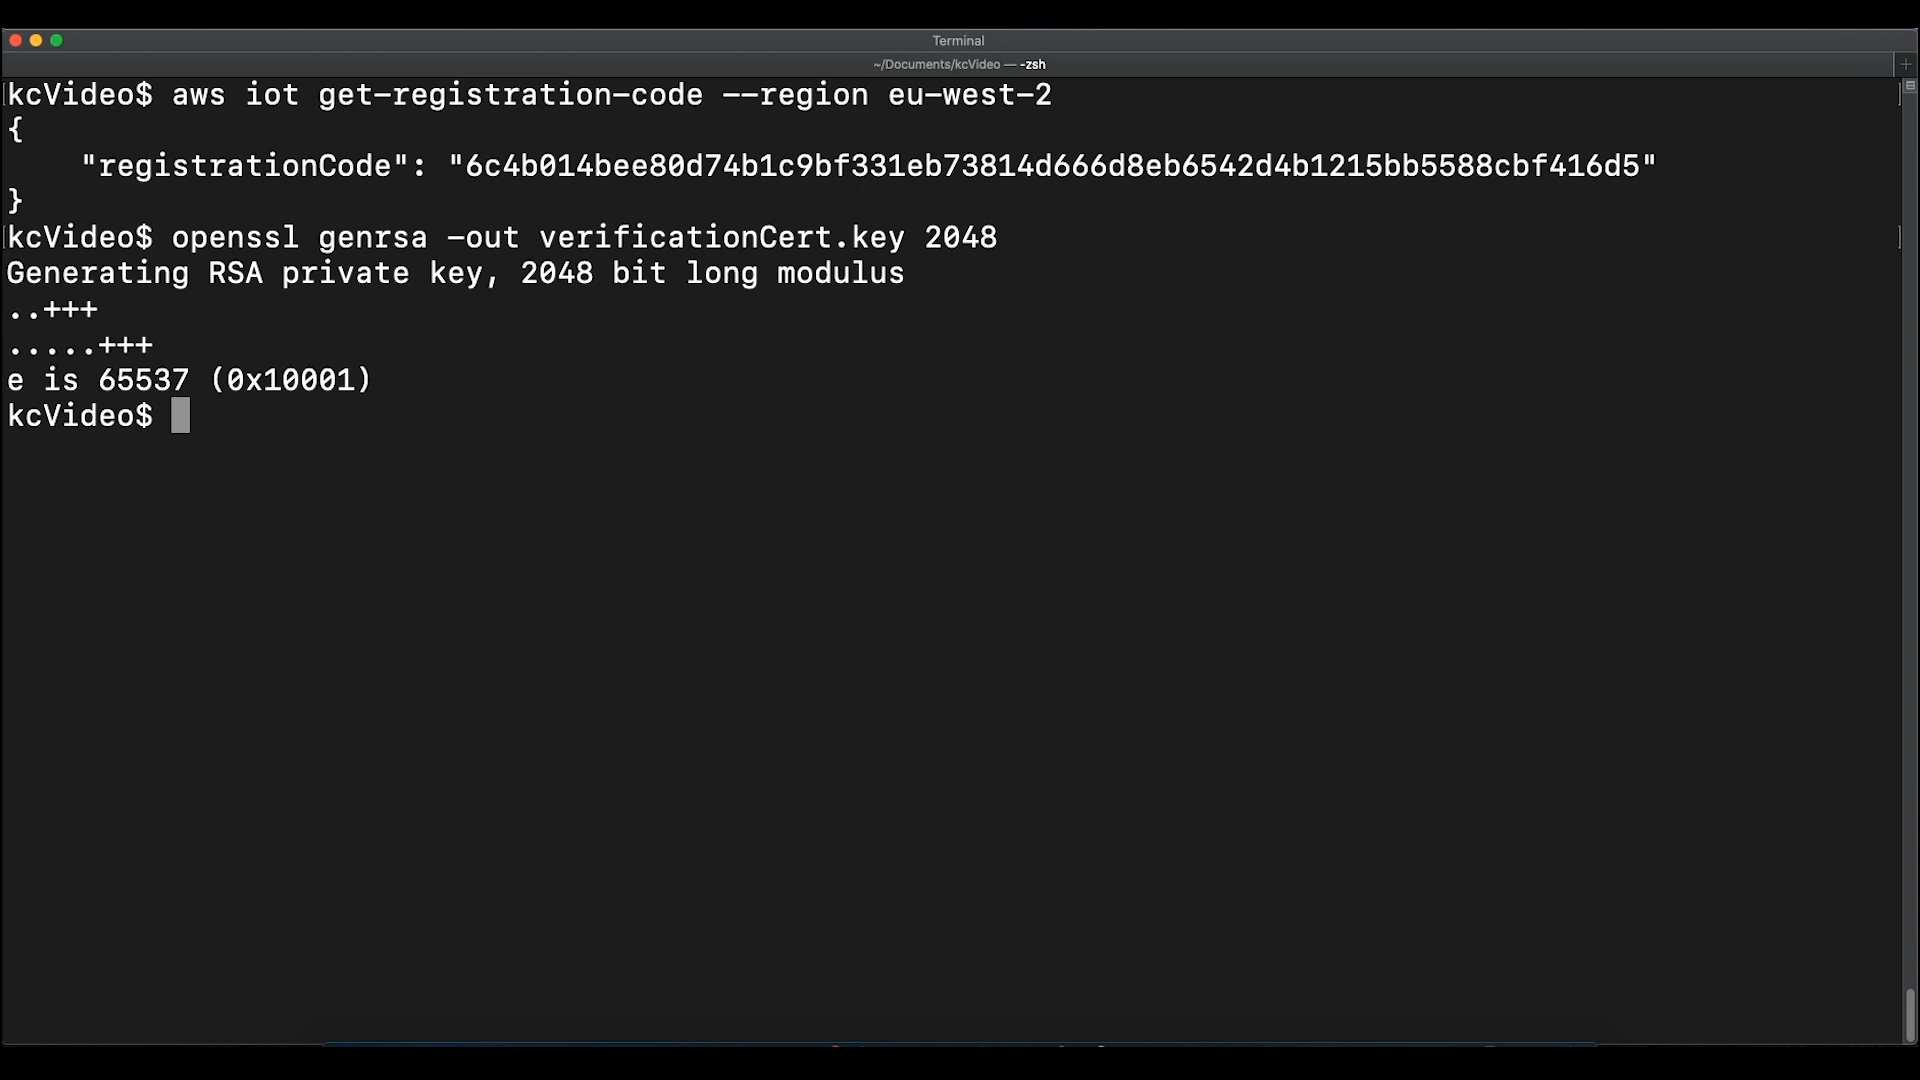 Terminal
~/Documents/kcVideo — -zsh
kcVideo$ aws iot get-registration-code --region eu-west-2
{
    "registrationCode": "6c4b014bee80d74b1c9bf331eb73814d666d8eb6542d4b1215bb5588cbf416d5"
}
kcVideo$ openssl genrsa -out verificationCert.key 2048
Generating RSA private key, 2048 bit long modulus
..+++
.....+++
e is 65537 (0x10001)
kcVideo$